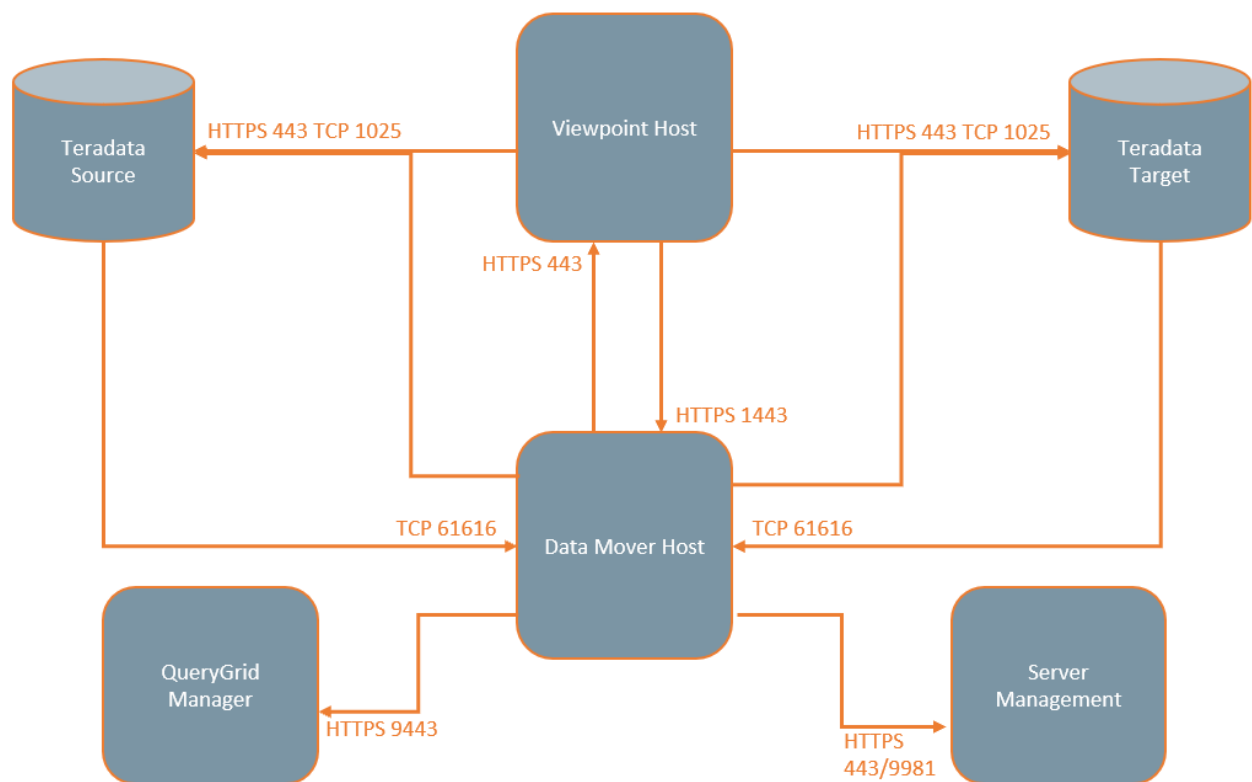 Viewpoint Host
HTTPS 443 TCP 1025
HTTPS 443 TCP 1025
Teradata
Source
Teradata
Target
HTTPS 443
HTTPS 1443
TCP 61616
TCP 61616
Data Mover Host
QueryGrid
Manager
Server
Management
HTTPS 9443
HTTPS
443/9981